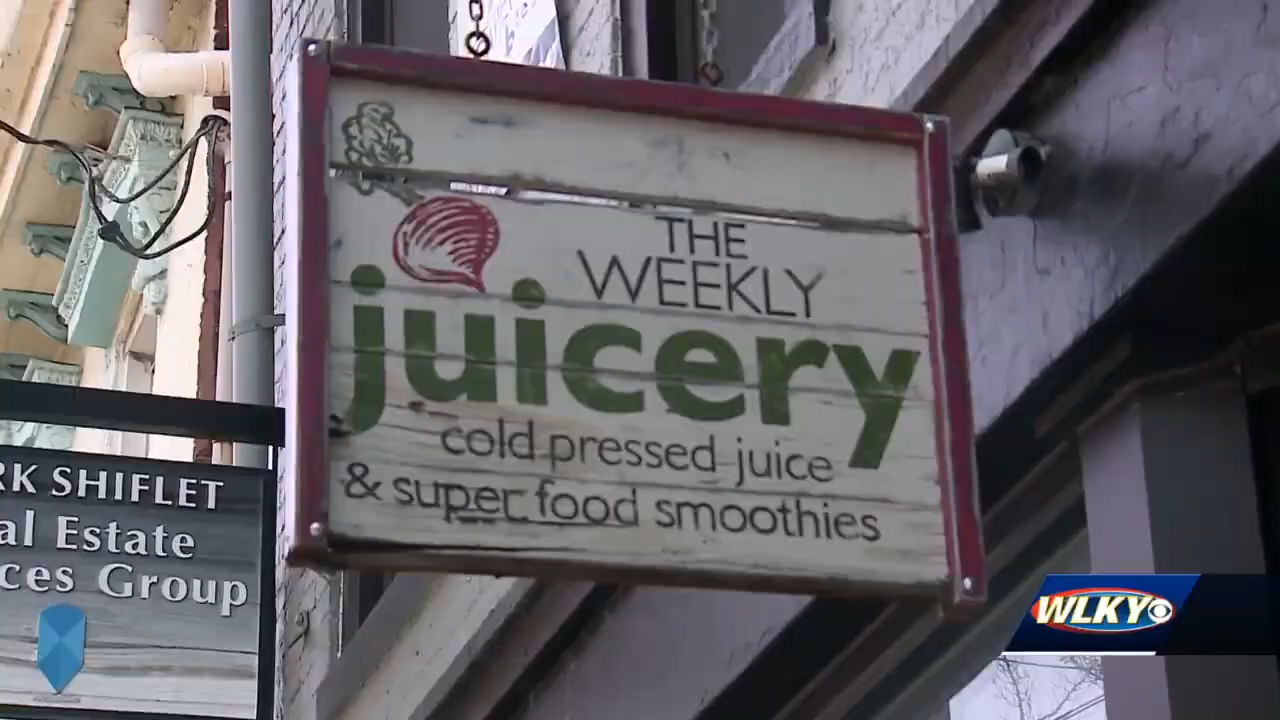 THE
WEEKLY
juicery
cold pressed juice
& super food smoothies
RK SHIFLET
al Estate
ces Group
WLKY